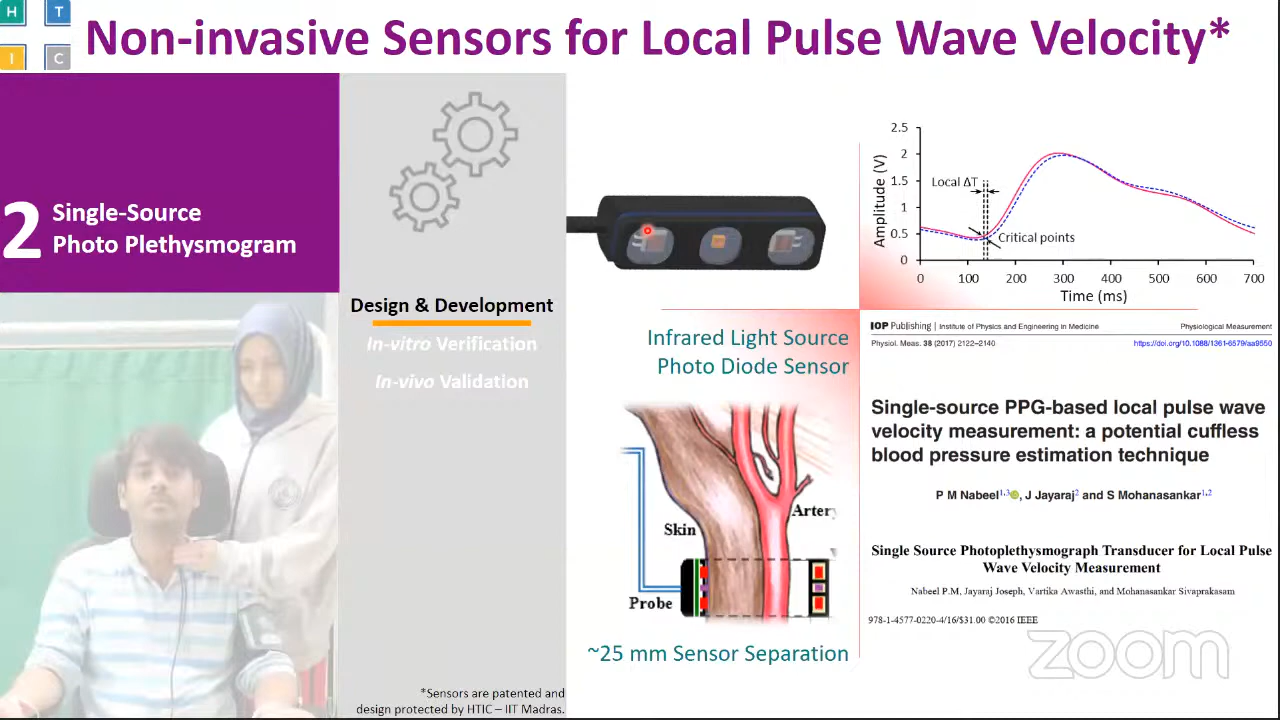 H T
I C
Non-invasive Sensors for Local Pulse Wave Velocity*
2
Single-Source
Photo Plethysmogram
Design & Development
In-vitro Verification
In-vivo Validation
*Sensors are patented and
design protected by HTIC – IIT Madras.
Infrared Light Source
Photo Diode Sensor
Skin
Artery
Probe
~25 mm Sensor Separation
Amplitude (V)
2.5
2
1.5
1
0.5
0
Local ΔT
Critical points
0 100 200 300 400 500 600 700
Time (ms)
IOP Publishing | Institute of Physics and Engineering in Medicine Physiological Measurement
Physiol. Meas. 38 (2017) 2122–2140 https://doi.org/10.1088/1361-6579/aa9550
Single-source PPG-based local pulse wave
velocity measurement: a potential cuffless
blood pressure estimation technique
P M Nabeel1,3, J Jayaraj2 and S Mohanasankar1,2
Single Source Photoplethysmograph Transducer for Local Pulse
Wave Velocity Measurement
Nabeel P.M, Jayaraj Joseph, Vartika Awasthi, and Mohanasankar Sivaprakasam
978-1-4577-0220-4/16/$31.00 ©2016 IEEE
zoom